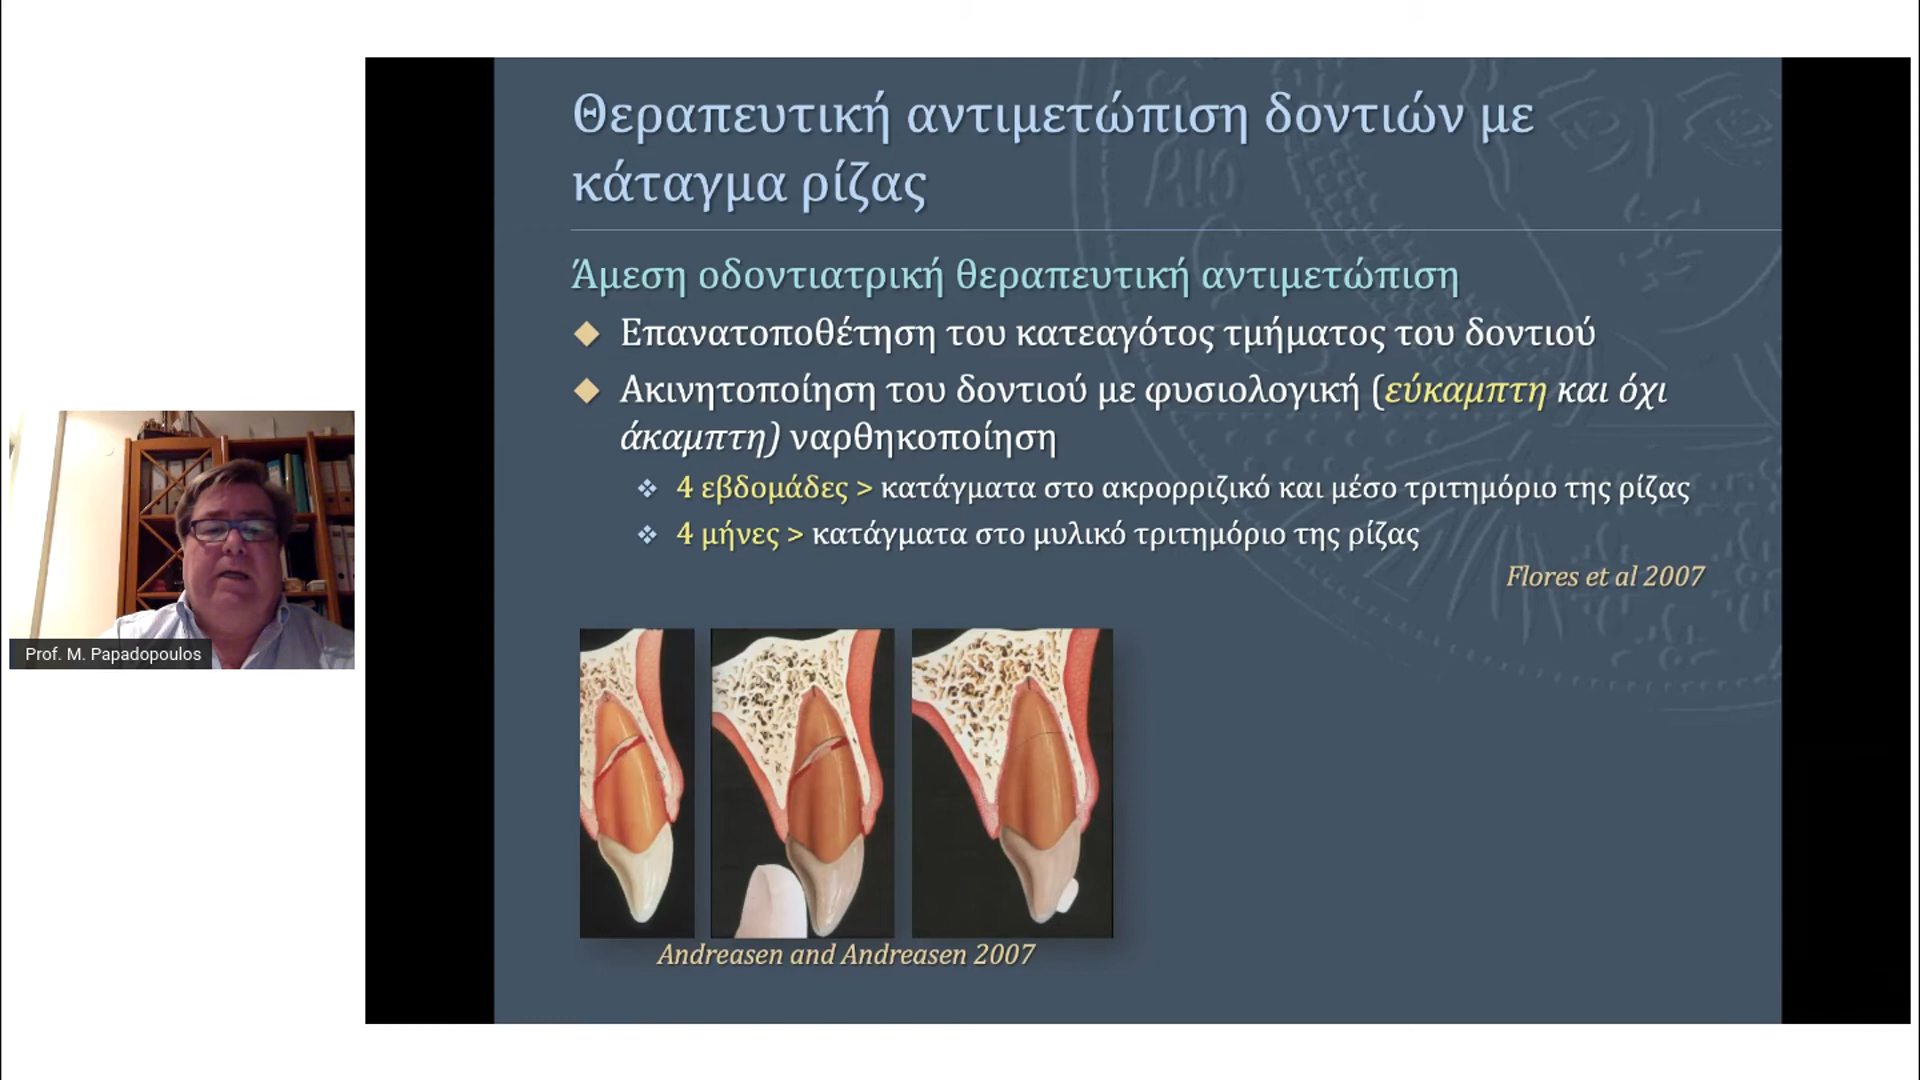 Θεραπευτική αντιμετώπιση δοντιών με
κάταγμα ρίζας
Άμεση οδοντιατρική θεραπευτική αντιμετώπιση
Επανατοποθέτηση του κατεαγότος τμήματος του δοντιού
Ακινητοποίηση του δοντιού με φυσιολογική (εύκαμπτη και όχι
άκαμπτη) ναρθηκοποίηση
4 εβδομάδες > κατάγματα στο ακρορριζικό και μέσο τριτημόριο της ρίζας
4 μήνες > κατάγματα στο μυλικό τριτημόριο της ρίζας
Flores et al 2007
Prof. M. Papadopoulos
Andreasen and Andreasen 2007